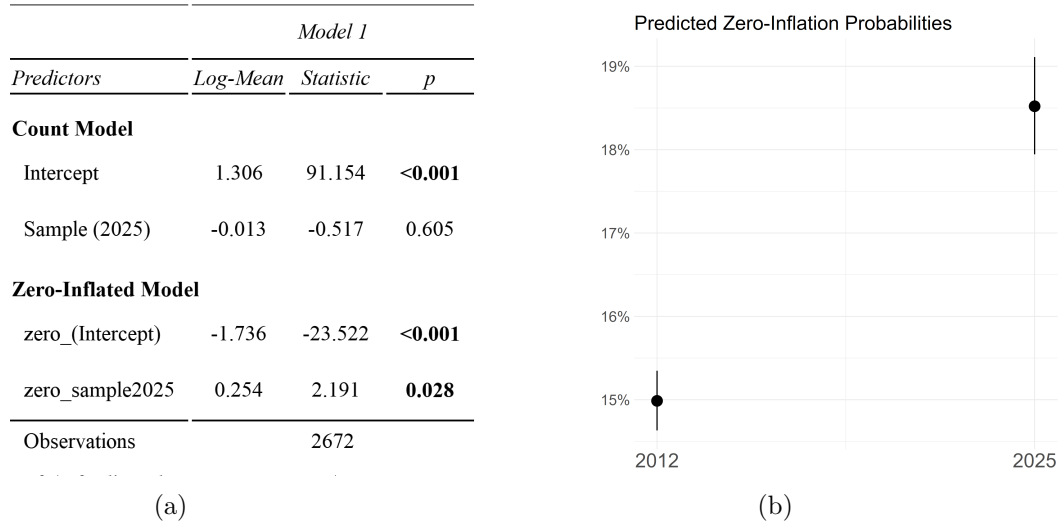 Model 1
Predictors Log-Mean Statistic p
Count Model
Intercept 1.306 91.154 <0.001
Sample (2025) -0.013 -0.517 0.605
Zero-Inflated Model
zero_(Intercept) -1.736 -23.522 <0.001
zero_sample2025 0.254 2.191 0.028
Observations 2672
(a)
Predicted Zero-Inflation Probabilities
19%
18%
17%
16%
15%
2012 2025
(b)